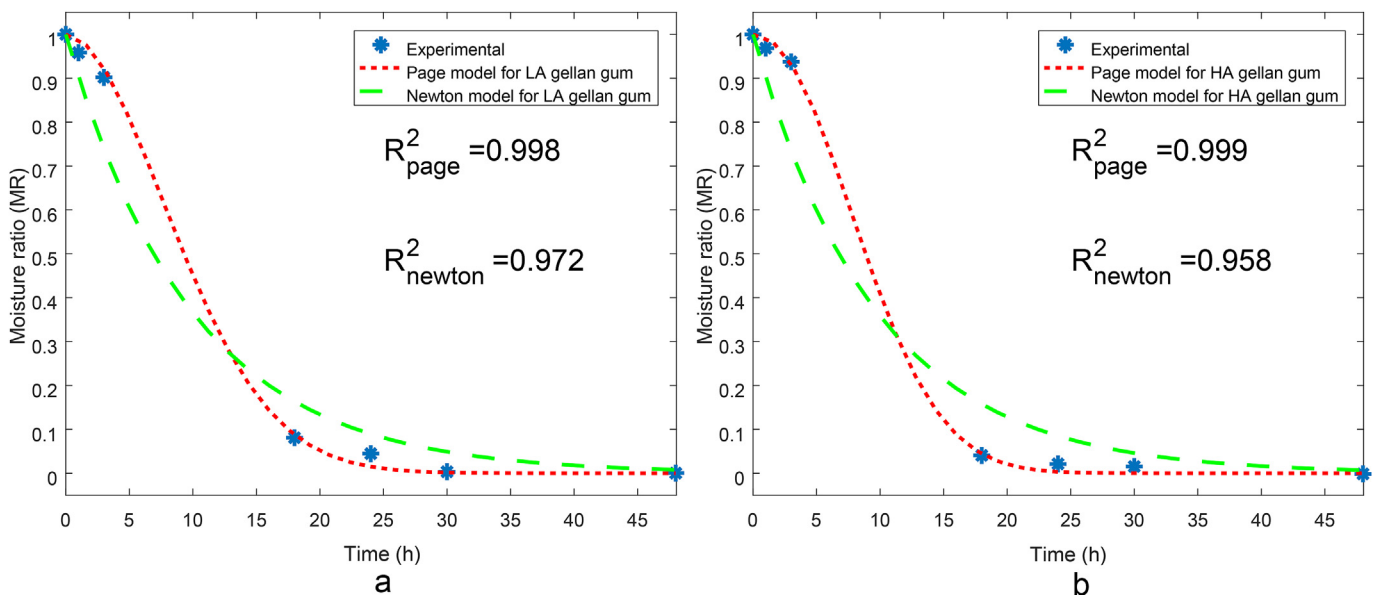 Experimental
Page model for LA gellan gum
Newton model for LA gellan gum
R²page =0.998
R²newton =0.972
Moisture ratio (MR)
1
0.9
0.8
0.7
0.6
0.5
0.4
0.3
0.2
0.1
0
0 5 10 15 20 25 30 35 40 45
Time (h)
a
Experimental
Page model for HA gellan gum
Newton model for HA gellan gum
R²page =0.999
R²newton =0.958
Moisture ratio (MR)
1
0.9
0.8
0.7
0.6
0.5
0.4
0.3
0.2
0.1
0
0 5 10 15 20 25 30 35 40 45
Time (h)
b